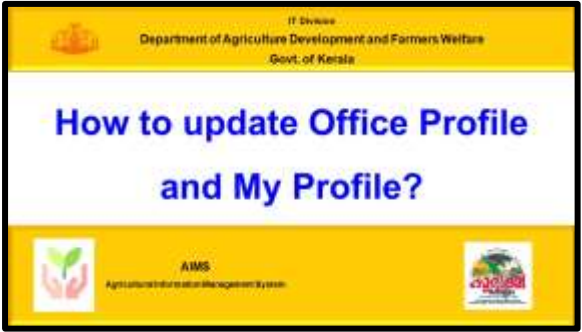 IT Division
Department of Agriculture Development and Farmers Welfare
Govt. of Kerala
How to update Office Profile
and My Profile?
AIMS
Agricultural Information Management System